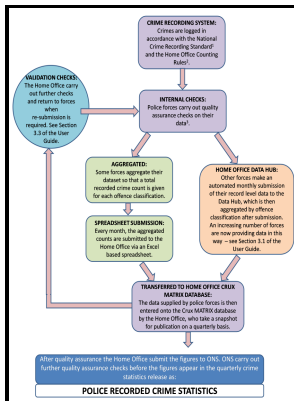 CRIME RECORDING SYSTEM:
Crimes are logged
in accordance with the National
Crime Recording Standard¹
and the Home Office Counting
Rules².
VALIDATION CHECKS:
The Home Office carry
out further checks
and return to forces
when
re-submission is
required. See Section
3.3 of the User
Guide.
INTERNAL CHECKS:
Police forces carry out quality
assurance checks on their
data³.
AGGREGATED:
Some forces aggregate their
dataset so that a total
recorded crime count is given
for each offence classification.
HOME OFFICE DATA HUB:
Other forces make an
automated monthly submission
of their record level data to the
Data Hub, which is then
aggregated by offence
classification after submission.
An increasing number of forces
are now providing data in this
way – see Section 3.1 of the
User Guide.
SPREADSHEET SUBMISSION:
Every month, the aggregated
counts are submitted to the
Home Office via an Excel
based spreadsheet.
TRANSFERRED TO HOME OFFICE CRUX
MATRIX DATABASE:
The data supplied by police forces is then
entered onto the Crux MATRIX database
by the Home Office, who take a
snapshot for publication on a quarterly basis.
After quality assurance the Home Office submit the figures to ONS. ONS carry out
further quality assurance checks before the figures appear in the quarterly crime
statistics release as:
POLICE RECORDED CRIME STATISTICS